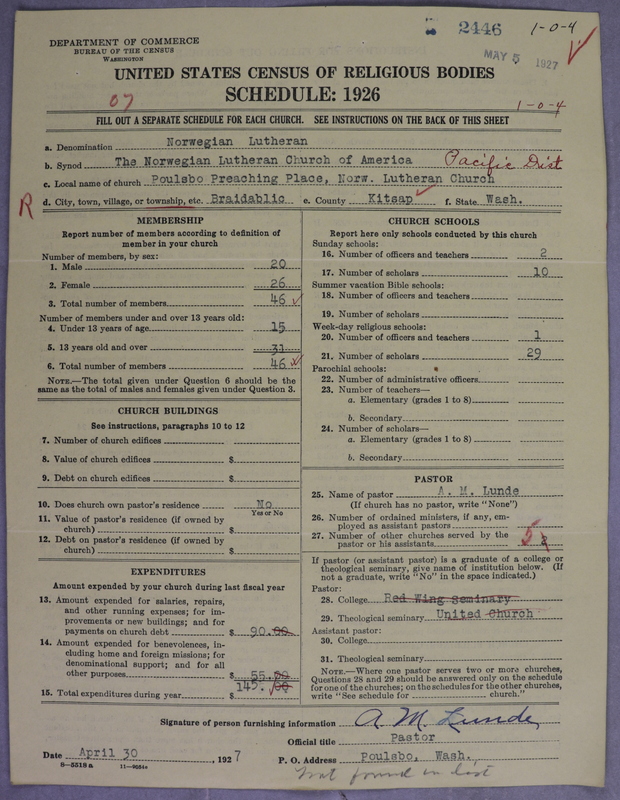 2446
1-0-4
DEPARTMENT OF COMMERCE
BUREAU OF THE CENSUS
WASHINGTON
MAY 5 1927
UNITED STATES CENSUS OF RELIGIOUS BODIES
SCHEDULE: 1926
07
1-0-4
FILL OUT A SEPARATE SCHEDULE FOR EACH CHURCH. SEE INSTRUCTIONS ON THE BACK OF THIS SHEET
a. Denomination Norwegian Lutheran
b. Synod The Norwegian Lutheran Church of America Pacific Dist
c. Local name of church Poulsbo Preaching Place, Norw. Lutheran Church
R d. City, town, village, or township, etc. Braidablic e. County Kitsap f. State Wash.
MEMBERSHIP
Report number of members according to definition of
member in your church
Number of members, by sex:
1. Male 20
2. Female 26
3. Total number of members 46
Number of members under and over 13 years old:
4. Under 13 years of age 15
5. 13 years old and over 31
6. Total number of members 46
NOTE.—The total given under Question 6 should be the
same as the total of males and females given under Question 3.
CHURCH BUILDINGS
See instructions, paragraphs 10 to 12
7. Number of church edifices
8. Value of church edifices $
9. Debt on church edifices $
10. Does church own pastor's residence No
Yes or No
11. Value of pastor's residence (if owned by
church) $
12. Debt on pastor's residence (if owned by
church) $
EXPENDITURES
Amount expended by your church during last fiscal year
13. Amount expended for salaries, repairs,
and other running expenses; for im-
provements or new buildings; and for
payments on church debt $ 90.00
14. Amount expended for benevolences, in-
cluding home and foreign missions; for
denominational support; and for all
other purposes $ 55.00
15. Total expenditures during year $ 145.00
CHURCH SCHOOLS
Report here only schools conducted by this church
Sunday schools:
16. Number of officers and teachers 2
17. Number of scholars 10
Summer vacation Bible schools:
18. Number of officers and teachers
19. Number of scholars
Week-day religious schools:
20. Number of officers and teachers 1
21. Number of scholars 29
Parochial schools:
22. Number of administrative officers
23. Number of teachers—
a. Elementary (grades 1 to 8)
b. Secondary
24. Number of scholars—
a. Elementary (grades 1 to 8)
b. Secondary
PASTOR
25. Name of pastor A. M. Lunde
(If church has no pastor, write "None")
26. Number of ordained ministers, if any, em-
ployed as assistant pastors
27. Number of other churches served by the
pastor or his assistants 5
If pastor (or assistant pastor) is a graduate of a college or
theological seminary, give name of institution below. (If
not a graduate, write "No" in the space indicated.)
Pastor:
28. College Red Wing Seminary
29. Theological seminary United Church
Assistant pastor:
30. College
31. Theological seminary
NOTE.—Where one pastor serves two or more churches,
Questions 28 and 29 should be answered only on the schedule
for one of the churches; on the schedules for the other churches,
write "See schedule for church."
Signature of person furnishing information A. M. Lunde
Official title Pastor
Date April 30, 1927 P. O. Address Poulsbo, Wash.
8-5518 a
not found in list